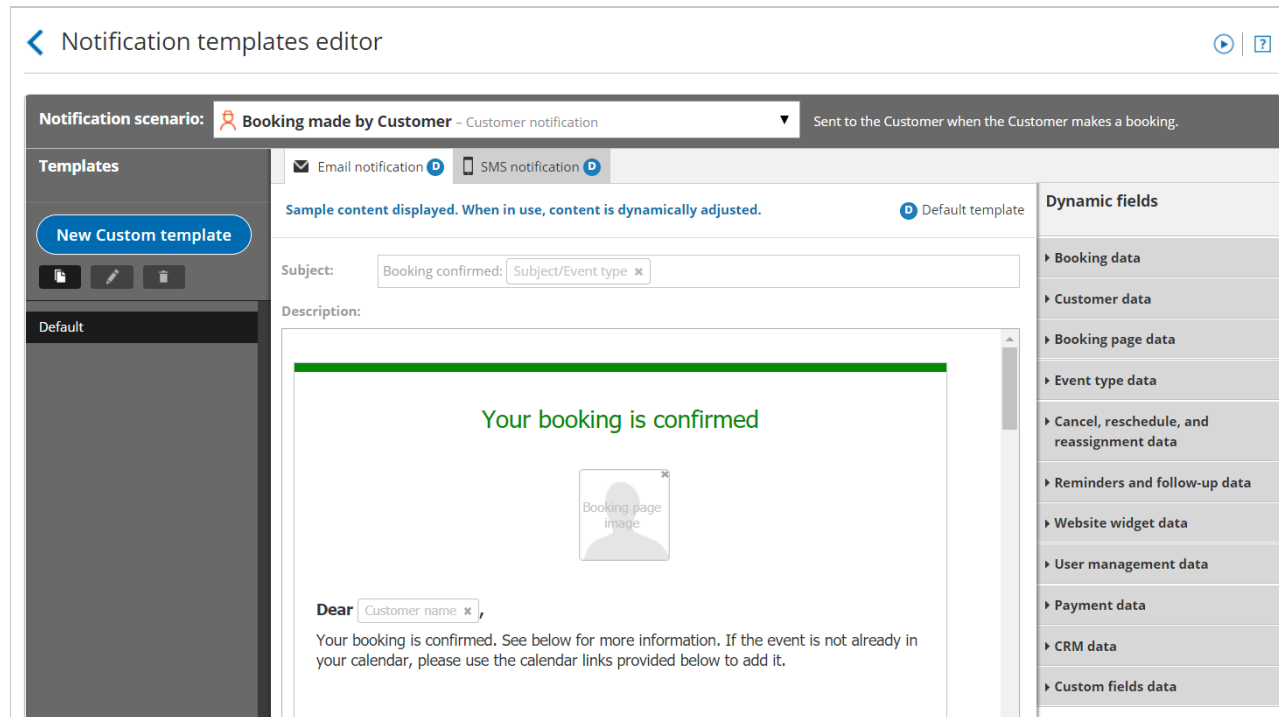 Notification templates editor
?
Notification scenario: Booking made by Customer – Customer notification ▼ Sent to the Customer when the Customer makes a booking.
Templates
Email notification D SMS notification D
Sample content displayed. When in use, content is dynamically adjusted.
D Default template
Dynamic fields
New Custom template
Subject: Booking confirmed: Subject/Event type ×
Description:
Default
Your booking is confirmed
Booking page
image
Dear Customer name ×,
Your booking is confirmed. See below for more information. If the event is not already in
your calendar, please use the calendar links provided below to add it.
Booking data
Customer data
Booking page data
Event type data
Cancel, reschedule, and
reassignment data
Reminders and follow-up data
Website widget data
User management data
Payment data
CRM data
Custom fields data